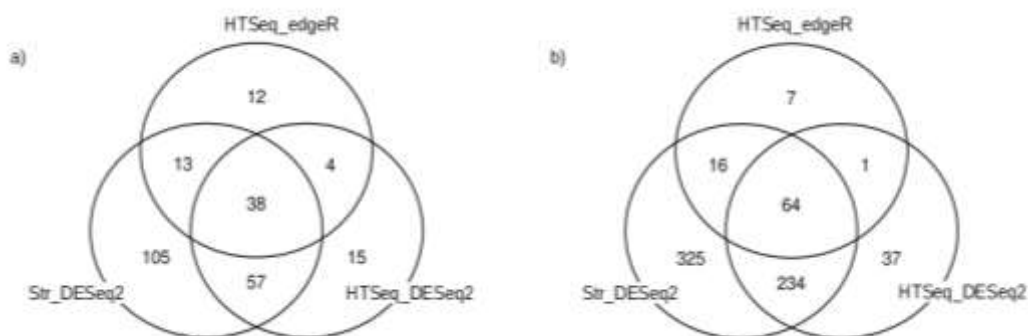 HTSeq_edgeR
a)
12
13
4
38
105
15
57
Str_DESeq2
HTSeq_DESeq2
HTSeq_edgeR
b)
7
16
1
64
325
37
234
Str_DESeq2
HTSeq_DESeq2